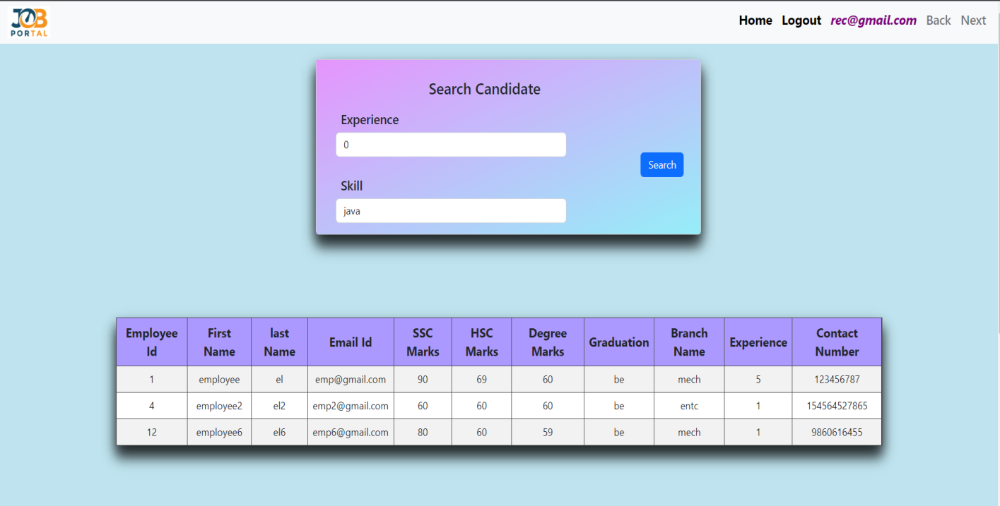 JOB
PORTAL
Home Logout rec@gmail.com Back Next
Search Candidate
Experience
0
Search
Skill
java
Employee Id First Name last Name Email Id SSC Marks HSC Marks Degree Marks Graduation Branch Name Experience Contact Number
1 employee el emp@gmail.com 90 69 60 be mech 5 123456787
4 employee2 el2 emp2@gmail.com 60 60 60 be entc 1 154564527865
12 employee6 el6 emp6@gmail.com 80 60 59 be mech 1 9860616455